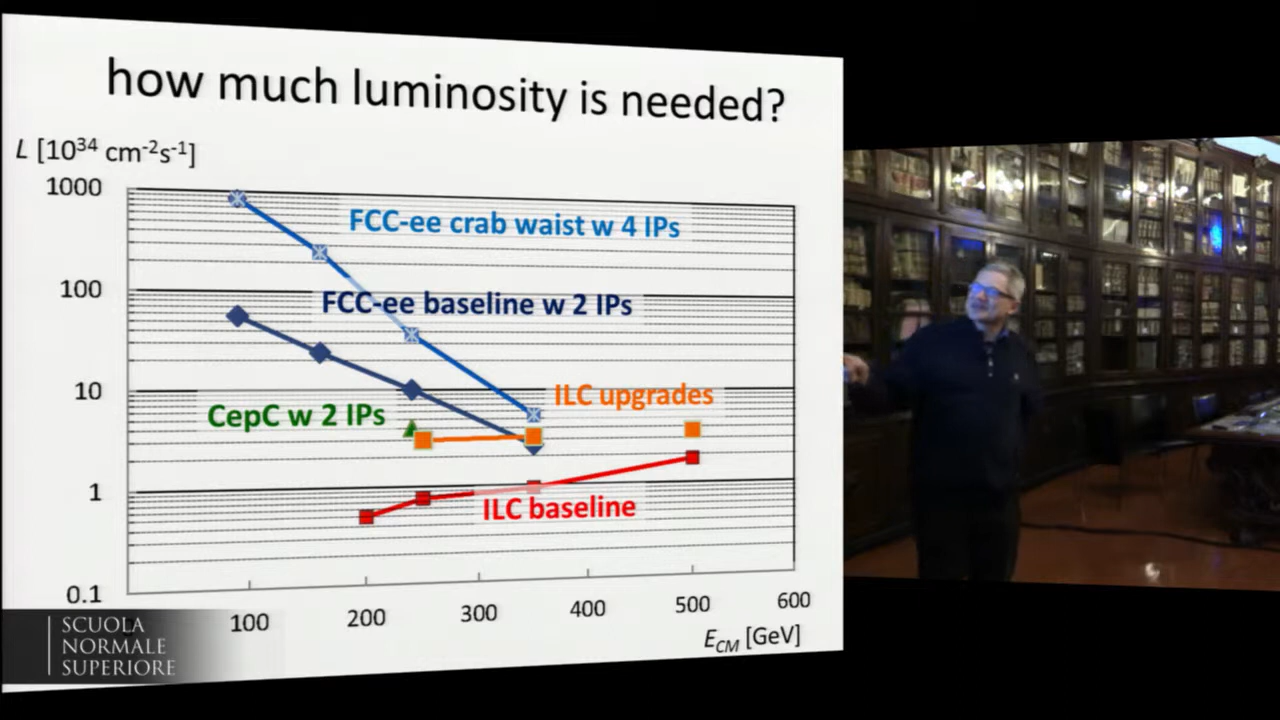 how much luminosity is needed?
L [10³⁴ cm⁻²s⁻¹]
1000
FCC-ee crab waist w 4 IPs
100
FCC-ee baseline w 2 IPs
10
ILC upgrades
CepC w 2 IPs
1
ILC baseline
0.1
100 200 300 400 500 600
E_CM [GeV]
SCUOLA
NORMALE
SUPERIORE